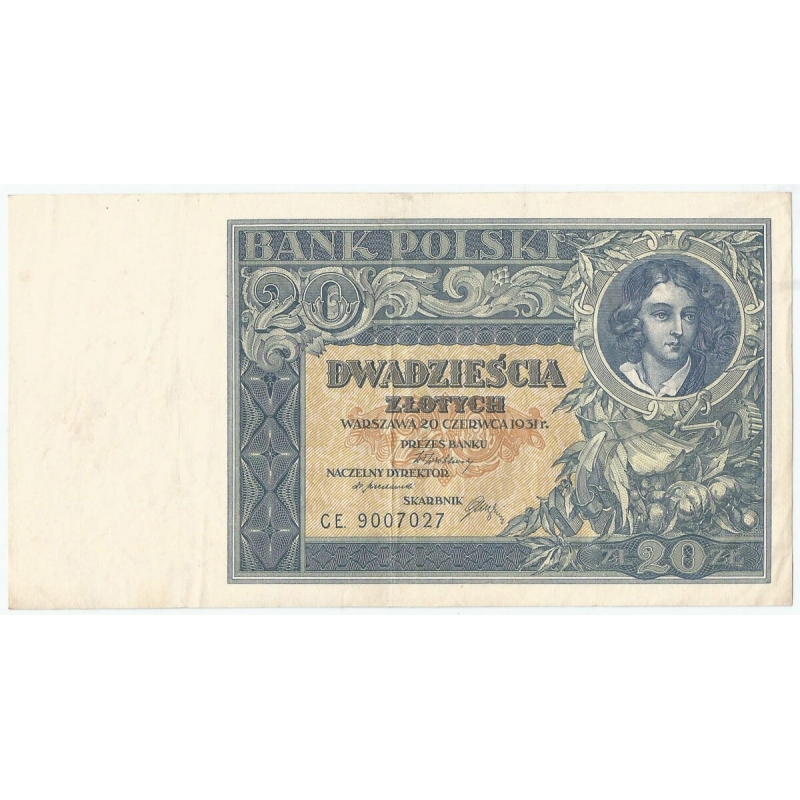 BANK POLSKI
20
DWADZIEŚCIA
ZŁOTYCH
WARSZAWA 20 CZERWCA 1931 r.
PREZES BANKU
NACZELNY DYREKTOR
SKARBNIK
CE. 9007027
ZŁ 20 ZŁ